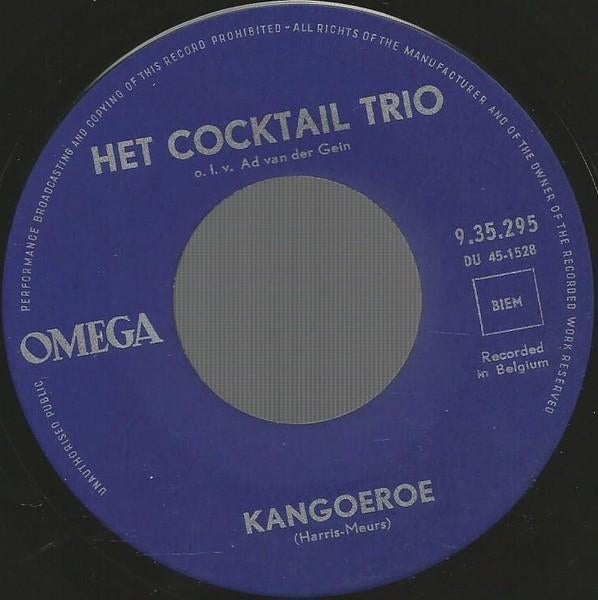 UNAUTHORISED PUBLIC PERFORMANCE BROADCASTING AND COPYING OF THIS RECORD PROHIBITED - ALL RIGHTS OF THE MANUFACTURER AND OF THE OWNER OF THE RECORDED WORK RESERVED
HET COCKTAIL TRIO
o. l. v. Ad van der Gein
9.35.295
DU 45-1528
BIEM
OMEGA
Recorded
in Belgium
KANGOEROE
(Harris-Meurs)